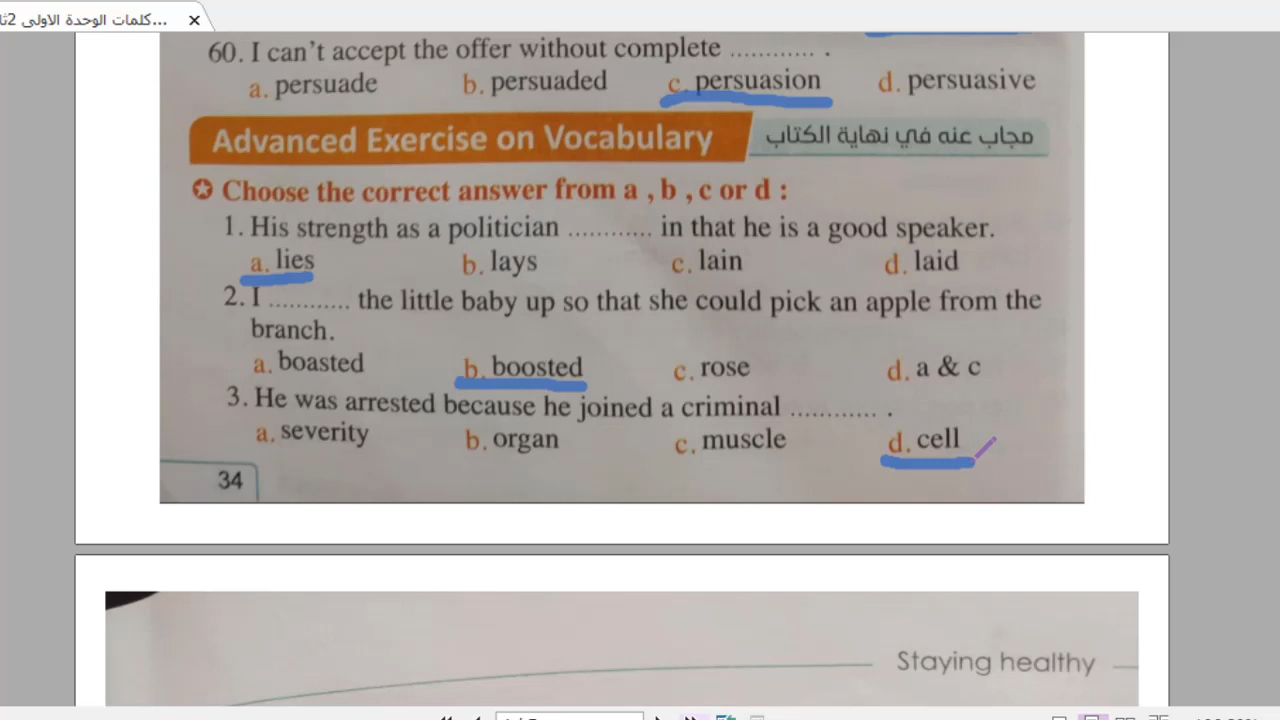 ...كلمات الوحدة الاولى 2ثا
60. I can't accept the offer without complete ............ .
a. persuade b. persuaded c. persuasion d. persuasive
Advanced Exercise on Vocabulary مجاب عنه في نهاية الكتاب
Choose the correct answer from a , b , c or d :
1. His strength as a politician ............ in that he is a good speaker.
a. lies b. lays c. lain d. laid
2. I ............ the little baby up so that she could pick an apple from the
branch.
a. boasted b. boosted c. rose d. a & c
3. He was arrested because he joined a criminal ............ .
a. severity b. organ c. muscle d. cell
34
Staying healthy